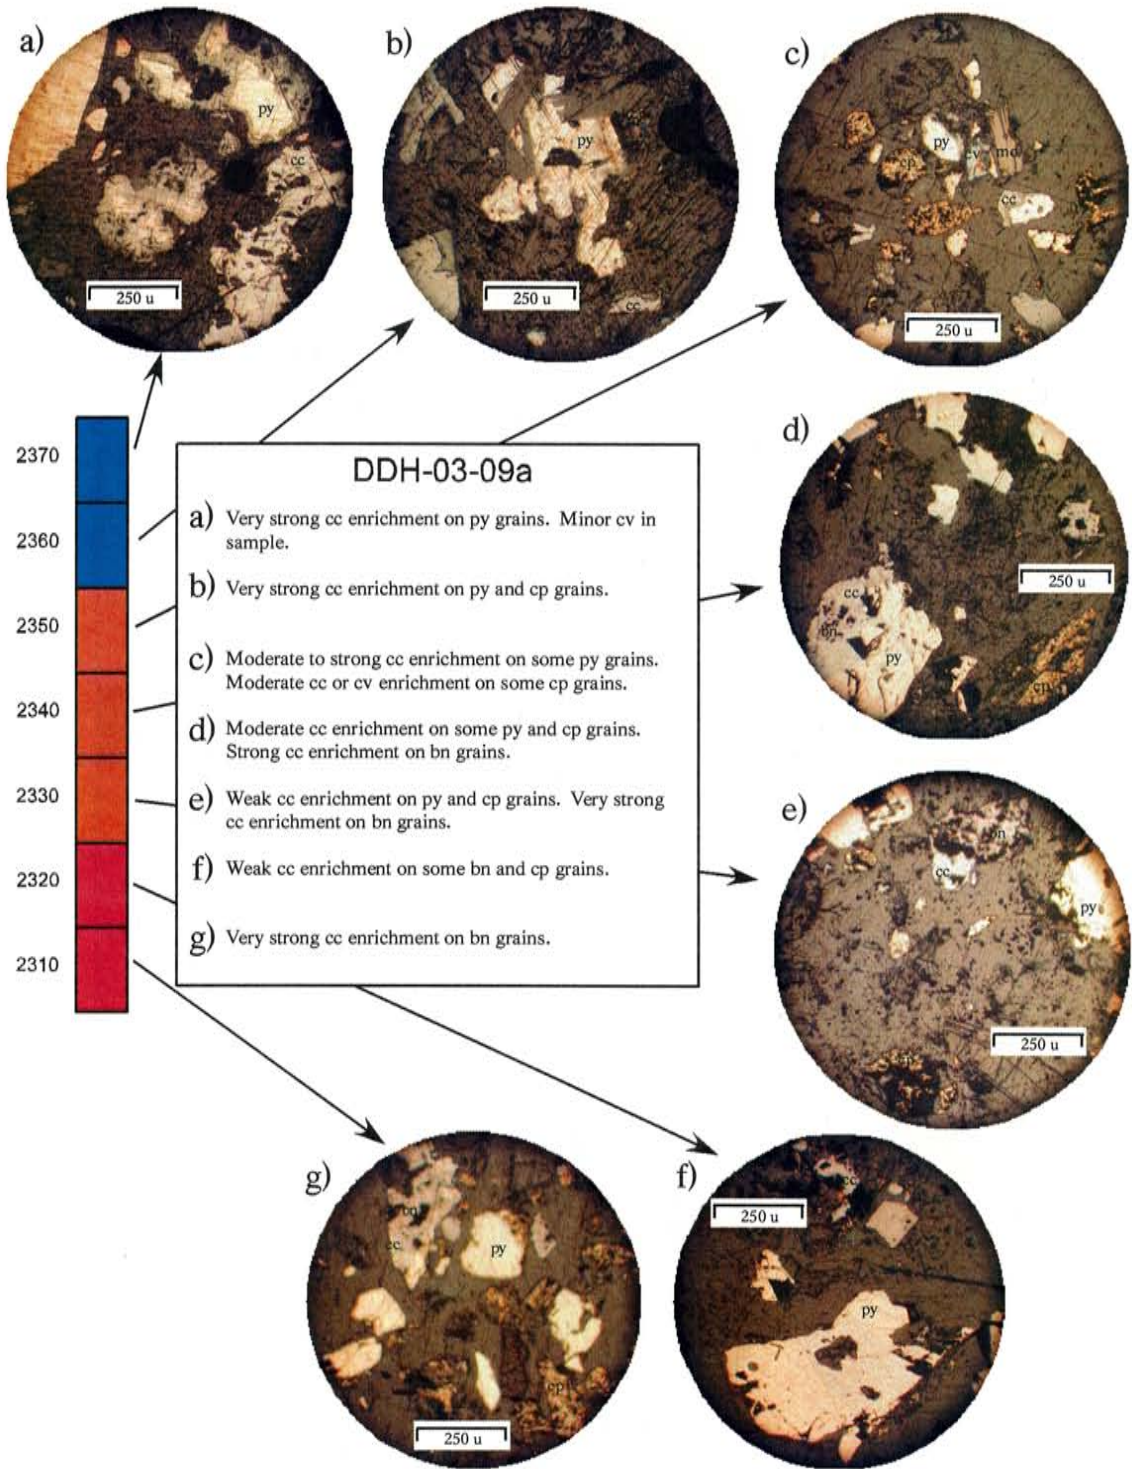 a)
py
cc
250 u
b)
py
cc
cc
250 u
c)
py
cv
mo
cp
cc
250 u
d)
250 u
cc
bn
py
cp
2370
2360
2350
2340
2330
2320
2310
DDH-03-09a
a) Very strong cc enrichment on py grains. Minor cv in
sample.
b) Very strong cc enrichment on py and cp grains.
c) Moderate to strong cc enrichment on some py grains.
Moderate cc or cv enrichment on some cp grains.
d) Moderate cc enrichment on some py and cp grains.
Strong cc enrichment on bn grains.
e) Weak cc enrichment on py and cp grains. Very strong
cc enrichment on bn grains.
f) Weak cc enrichment on some bn and cp grains.
g) Very strong cc enrichment on bn grains.
e)
bn
cc
py
250 u
g)
bn
cc
py
cp
250 u
f)
cc
250 u
py